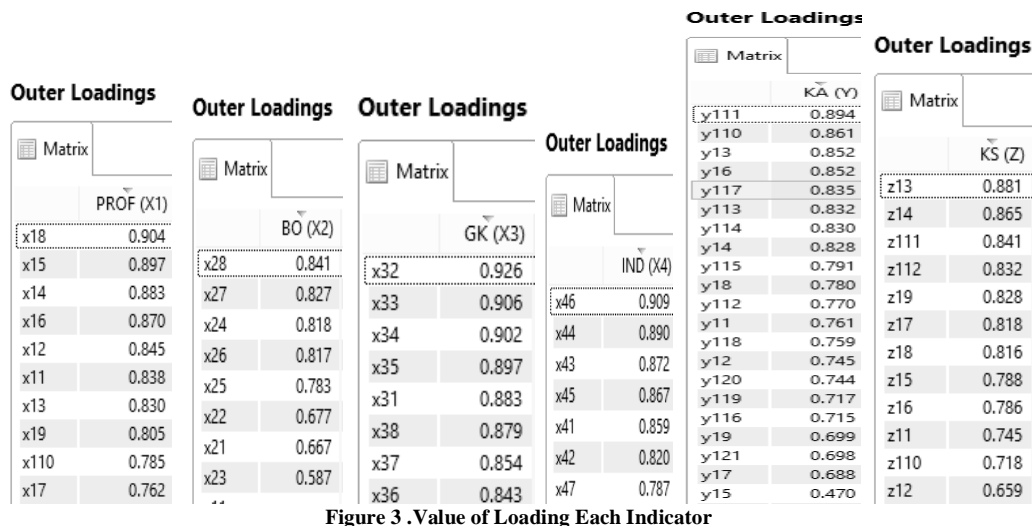 Outer Loadings
Matrix
PROF (X1)
x18 0.904
x15 0.897
x14 0.883
x16 0.870
x12 0.845
x11 0.838
x13 0.830
x19 0.805
x110 0.785
x17 0.762
Outer Loadings
Matrix
BO (X2)
x28 0.841
x27 0.827
x24 0.818
x26 0.817
x25 0.783
x22 0.677
x21 0.667
x23 0.587
Outer Loadings
Matrix
GK (X3)
x32 0.926
x33 0.906
x34 0.902
x35 0.897
x31 0.883
x38 0.879
x37 0.854
x36 0.843
Outer Loadings
Matrix
IND (X4)
x46 0.909
x44 0.890
x43 0.872
x45 0.867
x41 0.859
x42 0.820
x47 0.787
Outer Loadings
Matrix
KA (Y)
y111 0.894
y110 0.861
y13 0.852
y16 0.852
y117 0.835
y113 0.832
y114 0.830
y14 0.828
y115 0.791
y18 0.780
y112 0.770
y11 0.761
y118 0.759
y12 0.745
y120 0.744
y119 0.717
y116 0.715
y19 0.699
y121 0.698
y17 0.688
y15 0.470
Outer Loadings
Matrix
KS (Z)
z13 0.881
z14 0.865
z111 0.841
z112 0.832
z19 0.828
z17 0.818
z18 0.816
z15 0.788
z16 0.786
z11 0.745
z110 0.718
z12 0.659
Figure 3 .Value of Loading Each Indicator